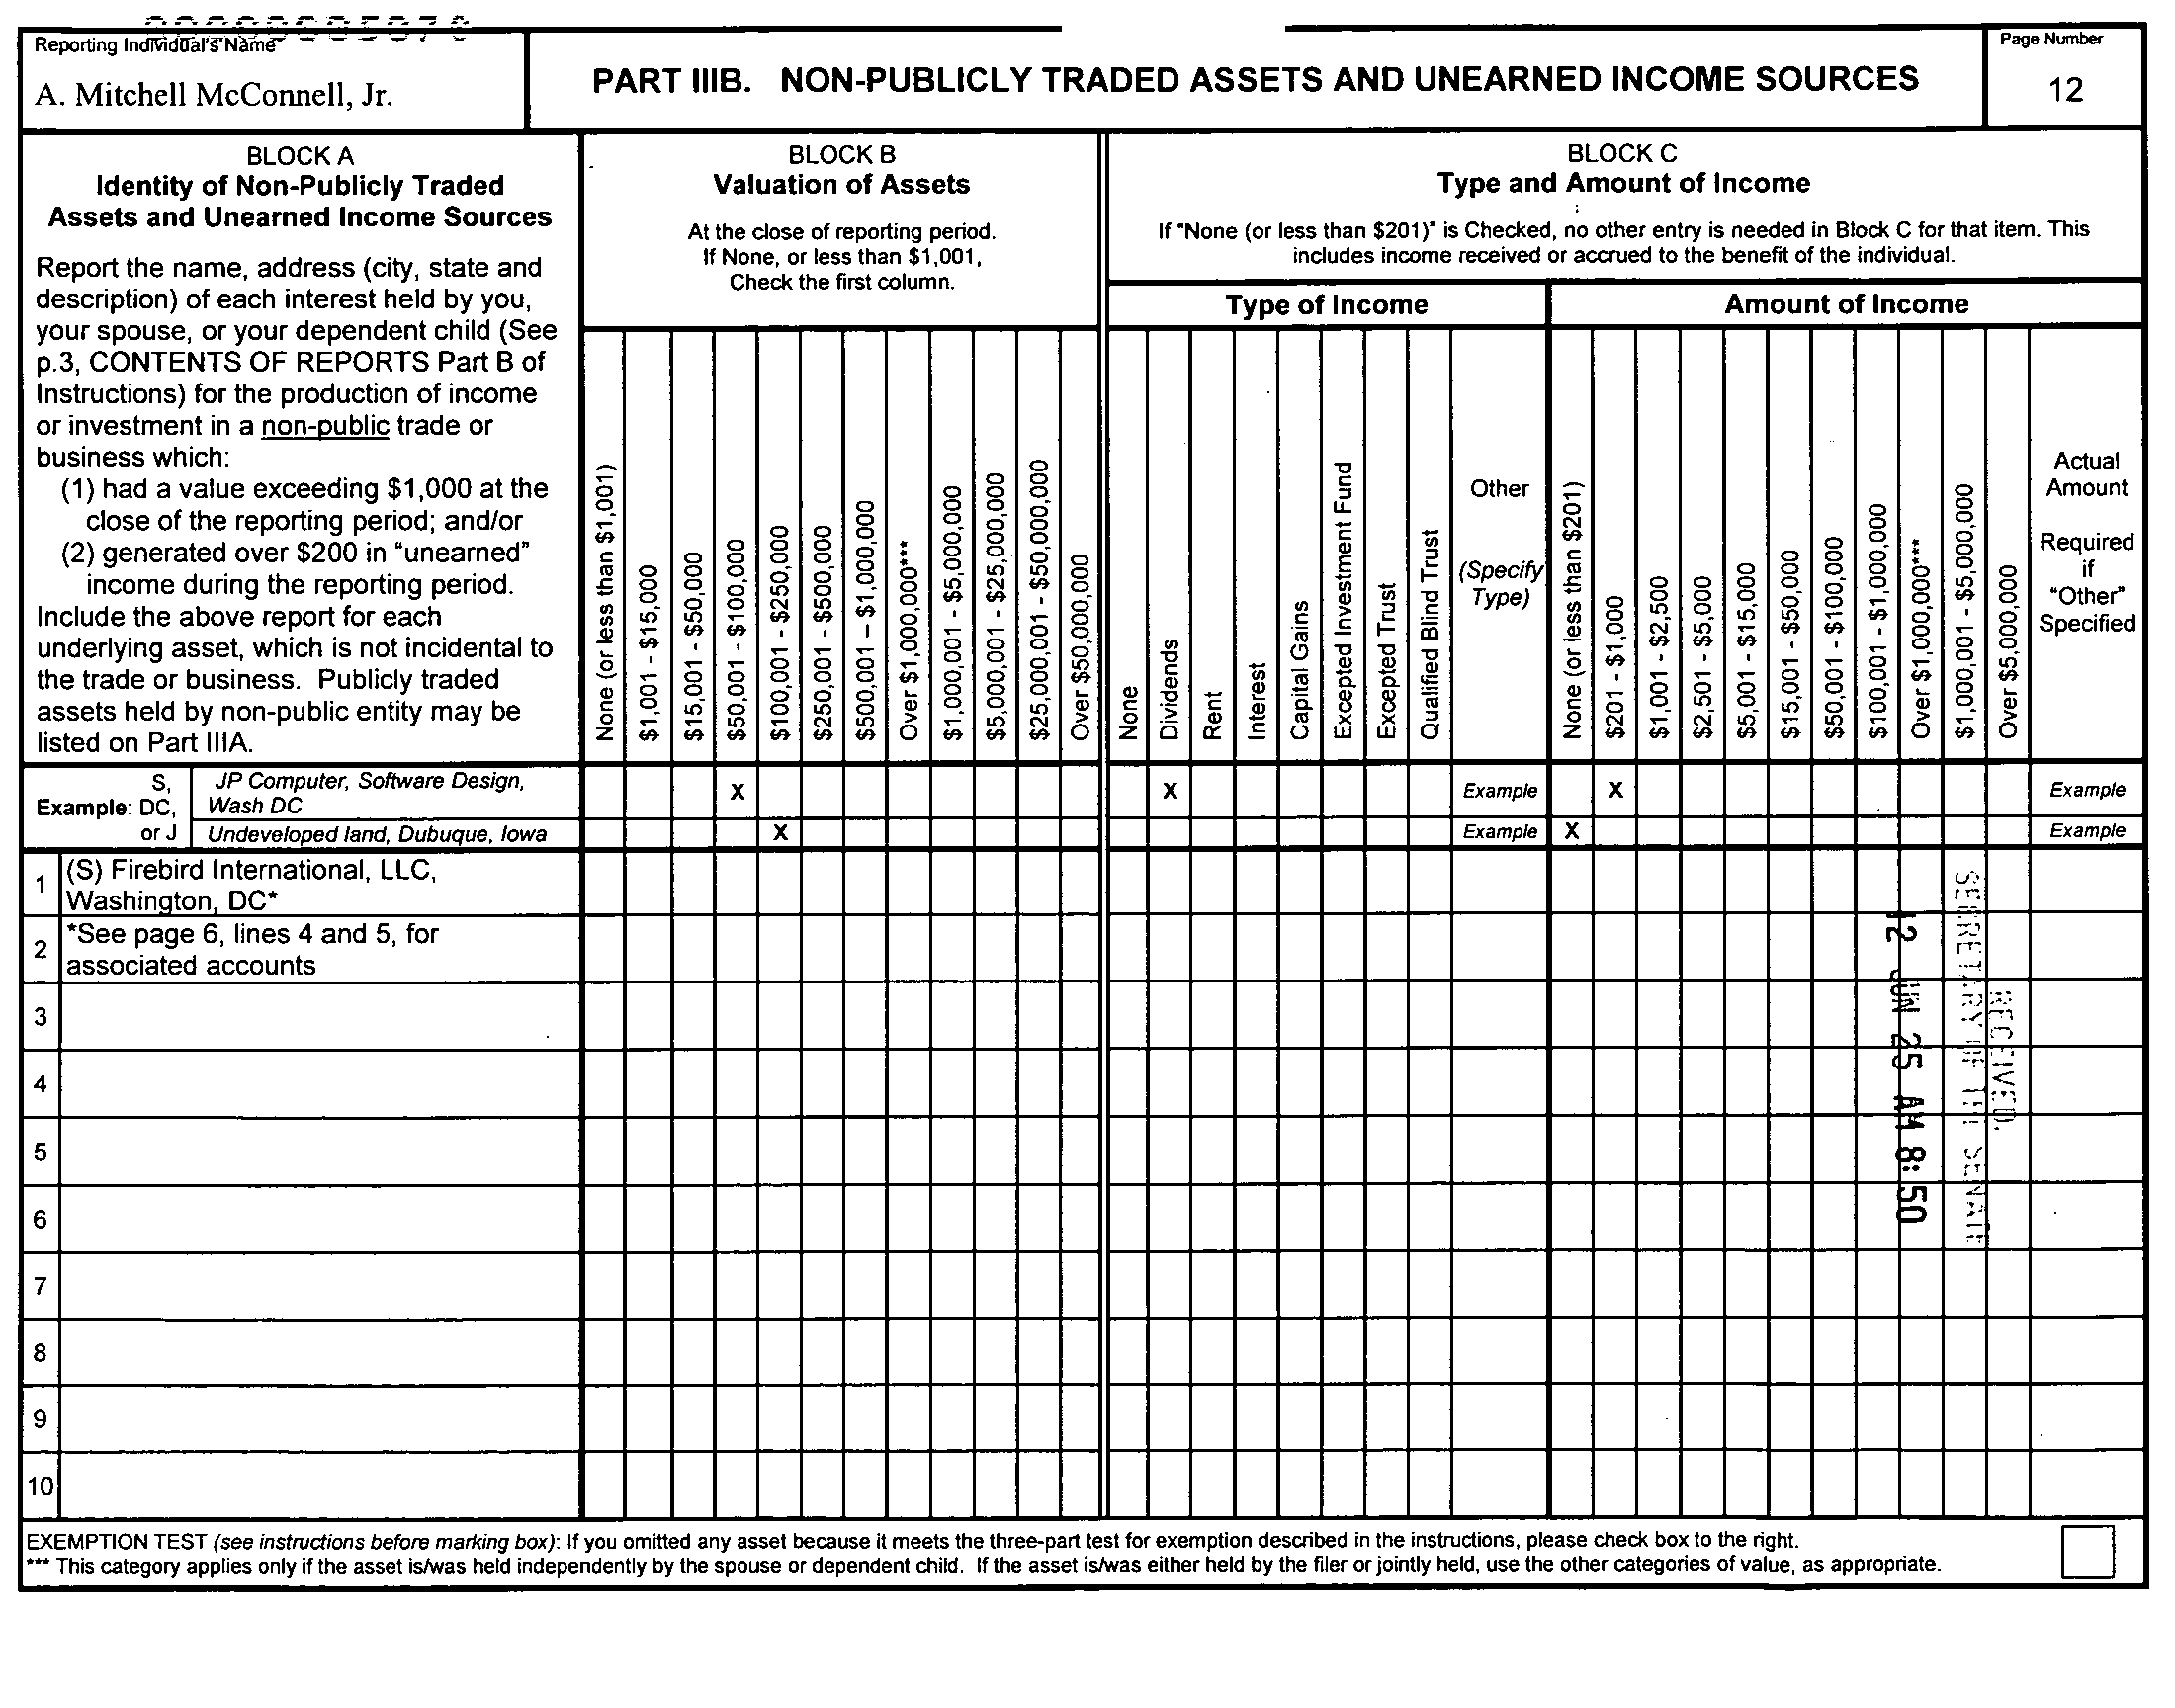 Reporting Individual's Name
A. Mitchell McConnell, Jr.
PART IIIB. NON-PUBLICLY TRADED ASSETS AND UNEARNED INCOME SOURCES
Page Number
12
BLOCK A
Identity of Non-Publicly Traded
Assets and Unearned Income Sources
Report the name, address (city, state and
description) of each interest held by you,
your spouse, or your dependent child (See
p.3, CONTENTS OF REPORTS Part B of
Instructions) for the production of income
or investment in a non-public trade or
business which:
(1) had a value exceeding $1,000 at the
close of the reporting period; and/or
(2) generated over $200 in "unearned"
income during the reporting period.
Include the above report for each
underlying asset, which is not incidental to
the trade or business. Publicly traded
assets held by non-public entity may be
listed on Part IIIA.
BLOCK B
Valuation of Assets
At the close of reporting period.
If None, or less than $1,001,
Check the first column.
None (or less than $1,001)
$1,001 - $15,000
$15,001 - $50,000
$50,001 - $100,000
$100,001 - $250,000
$250,001 - $500,000
$500,001 – $1,000,000
Over $1,000,000***
$1,000,001 - $5,000,000
$5,000,001 - $25,000,000
$25,000,001 - $50,000,000
Over $50,000,000
BLOCK C
Type and Amount of Income
If "None (or less than $201)" is Checked, no other entry is needed in Block C for that item. This
includes income received or accrued to the benefit of the individual.
Type of Income
None
Dividends
Rent
Interest
Capital Gains
Excepted Investment Fund
Excepted Trust
Qualified Blind Trust
Other
(Specify
Type)
Amount of Income
None (or less than $201)
$201 - $1,000
$1,001 - $2,500
$2,501 - $5,000
$5,001 - $15,000
$15,001 - $50,000
$50,001 - $100,000
$100,001 - $1,000,000
Over $1,000,000***
$1,000,001 - $5,000,000
Over $5,000,000
Actual
Amount
Required
if
"Other"
Specified
Example:
S,
DC,
or J
JP Computer, Software Design,
Wash DC
X
X
Example
X
Example
Undeveloped land, Dubuque, Iowa
X
Example
X
Example
1
(S) Firebird International, LLC,
Washington, DC*
2
*See page 6, lines 4 and 5, for
associated accounts
3
4
5
6
7
8
9
10
RECEIVED
SECRETARY OF THE SENATE
12 JUN 25 AM 8:50
EXEMPTION TEST (see instructions before marking box): If you omitted any asset because it meets the three-part test for exemption described in the instructions, please check box to the right.
*** This category applies only if the asset is/was held independently by the spouse or dependent child. If the asset is/was either held by the filer or jointly held, use the other categories of value, as appropriate.